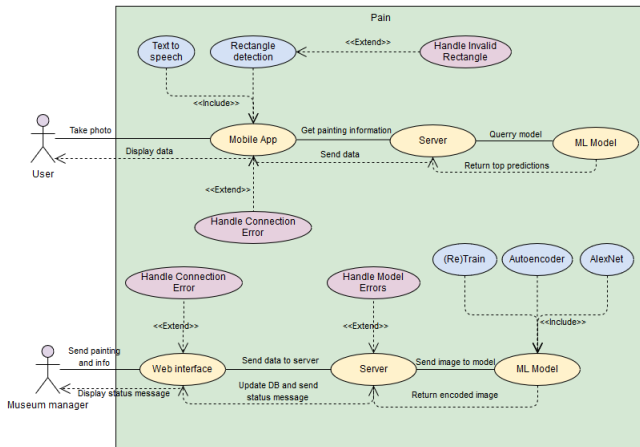 Pain
Text to
speech
Rectangle
detection
<<Extend>>
Handle Invalid
Rectangle
<<Include>>
Take photo
Mobile App
Get painting information
Server
Querry model
ML Model
Display data
Send data
Return top predictions
User
<<Extend>>
Handle Connection
Error
Handle Connection
Error
Handle Model
Errors
(Re)Train
Autoencoder
AlexNet
<<Extend>>
<<Extend>>
<<Include>>
Send painting
and info
Web interface
Send data to server
Server
Send image to model
ML Model
Display status message
Update DB and send
status message
Return encoded image
Museum manager